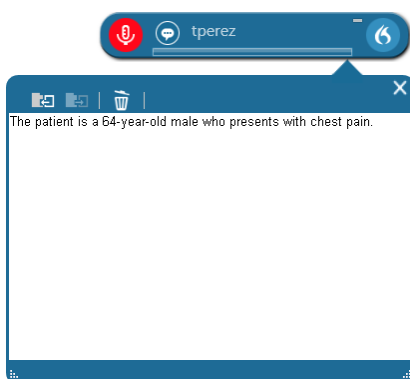 tperez
The patient is a 64-year-old male who presents with chest pain.